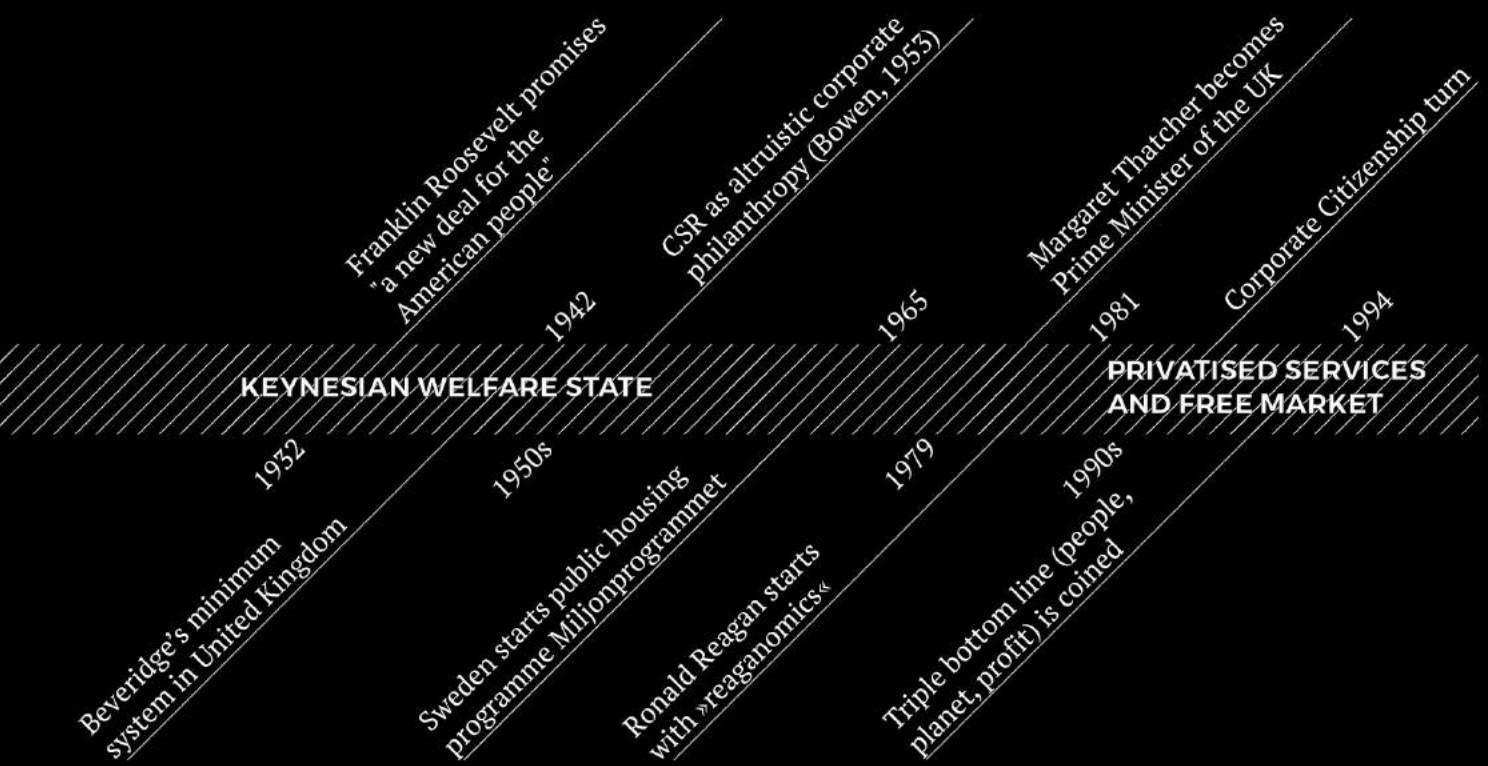 Franklin Roosevelt promises
"a new deal for the
American people"
CSR as altruistic corporate
philanthropy (Bowen, 1953)
Margaret Thatcher becomes
Prime Minister of the UK
Corporate Citizenship turn
1942
1965
1981
1994
KEYNESIAN WELFARE STATE
PRIVATISED SERVICES
AND FREE MARKET
1932
1950s
1979
1990s
Beveridge's minimum
system in United Kingdom
Sweden starts public housing
programme Miljonprogrammet
Ronald Reagan starts
with »reaganomics«
Triple bottom line (people,
planet, profit) is coined